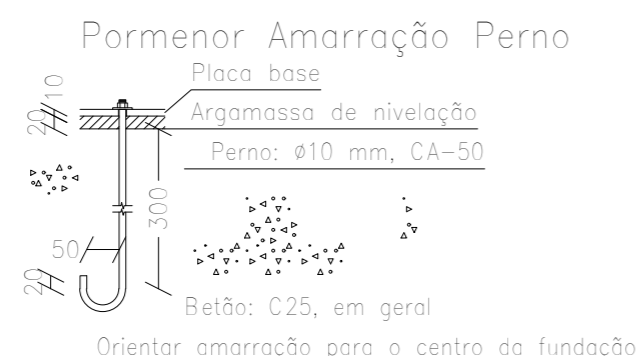 Pormenor Amarração Perno
Placa base
10
20
Argamassa de nivelação
Perno: ø10 mm, CA-50
300
50
20
Betão: C25, em geral
Orientar amarração para o centro da fundação